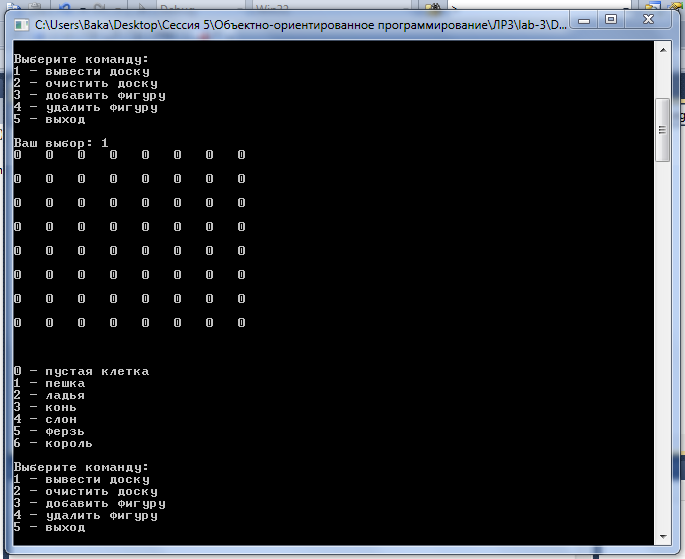 Debug
Win32
C:\Users\Baka\Desktop\Сессия 5\Объектно-ориентированное программирование\ЛР3\lab-3\D...
Выберите команду:
1 - вывести доску
2 - очистить доску
3 - добавить фигуру
4 - удалить фигуру
5 - выход
Ваш выбор: 1
0 0 0 0 0 0 0 0
0 0 0 0 0 0 0 0
0 0 0 0 0 0 0 0
0 0 0 0 0 0 0 0
0 0 0 0 0 0 0 0
0 0 0 0 0 0 0 0
0 0 0 0 0 0 0 0
0 0 0 0 0 0 0 0
0 - пустая клетка
1 - пешка
2 - ладья
3 - конь
4 - слон
5 - ферзь
6 - король
Выберите команду:
1 - вывести доску
2 - очистить доску
3 - добавить фигуру
4 - удалить фигуру
5 - выход